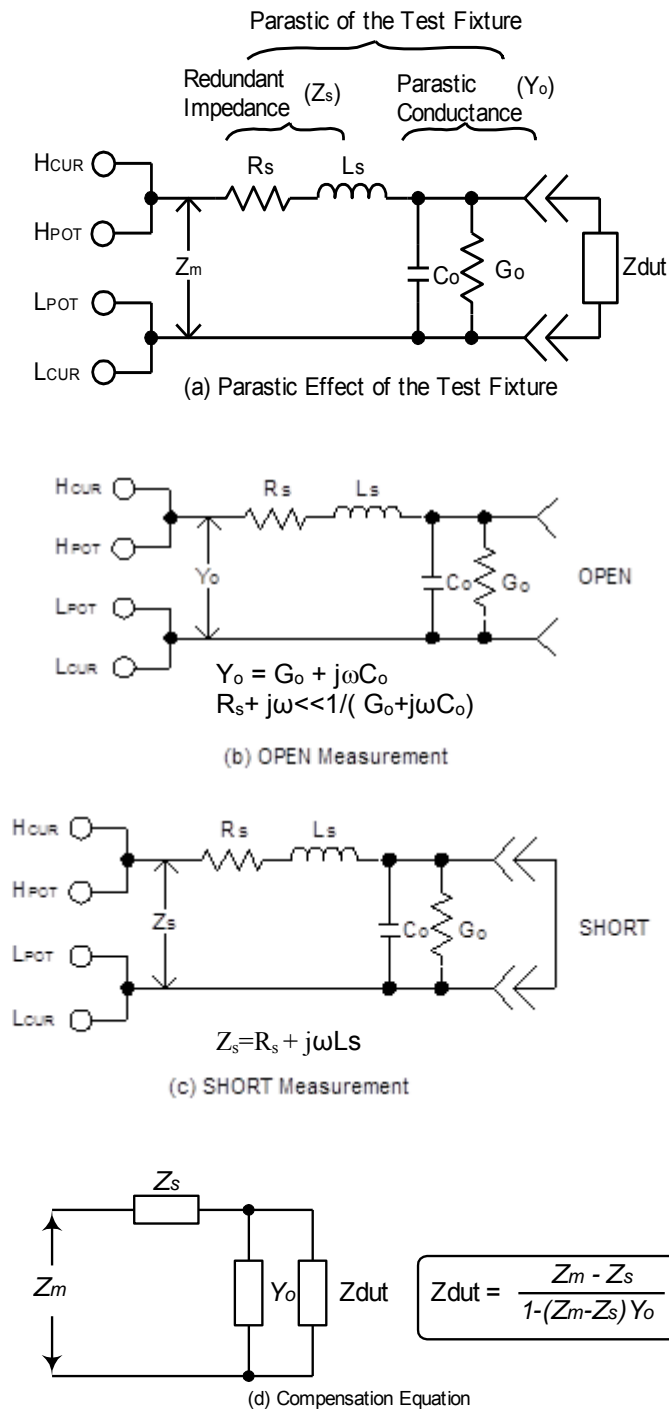 Parastic of the Test Fixture
Redundant
Impedance (Zs)
Parastic
Conductance (Yo)
HCUR
Rs
Ls
HPOT
Zm
Co
Go
Zdut
LPOT
LCUR
(a) Parastic Effect of the Test Fixture
HCUR
Rs
Ls
HPOT
Yo
Co
Go
OPEN
LPOT
LCUR
Yo = Go + jωCo
Rs+ jω<<1/( Go+jωCo)
(b) OPEN Measurement
HCUR
Rs
Ls
HPOT
Zs
Co
Go
SHORT
LPOT
LCUR
Zs=Rs + jωLs
(c) SHORT Measurement
Zs
Zm
Yo
Zdut
Zdut = Zm - Zs
1-(Zm-Zs) Yo
(d) Compensation Equation